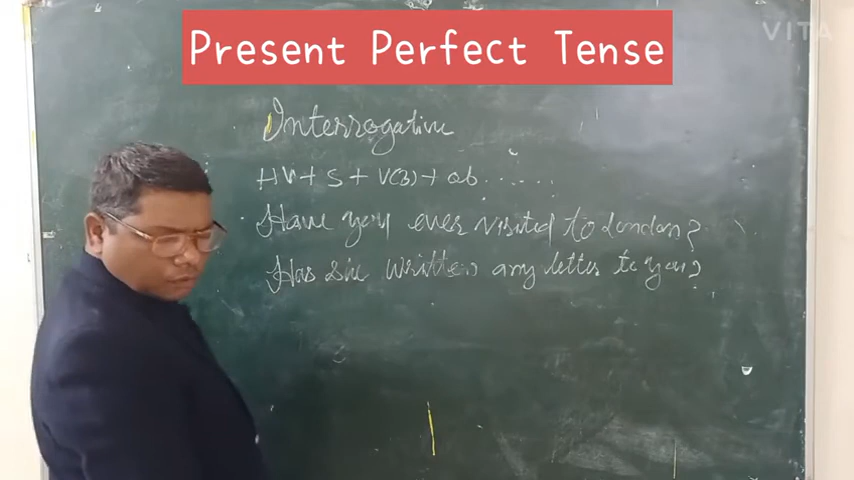 Present Perfect Tense
VITA
Interrogative
HV + S + V(3) + ob......
Have you ever visited to London?
Has she written any letter to you?